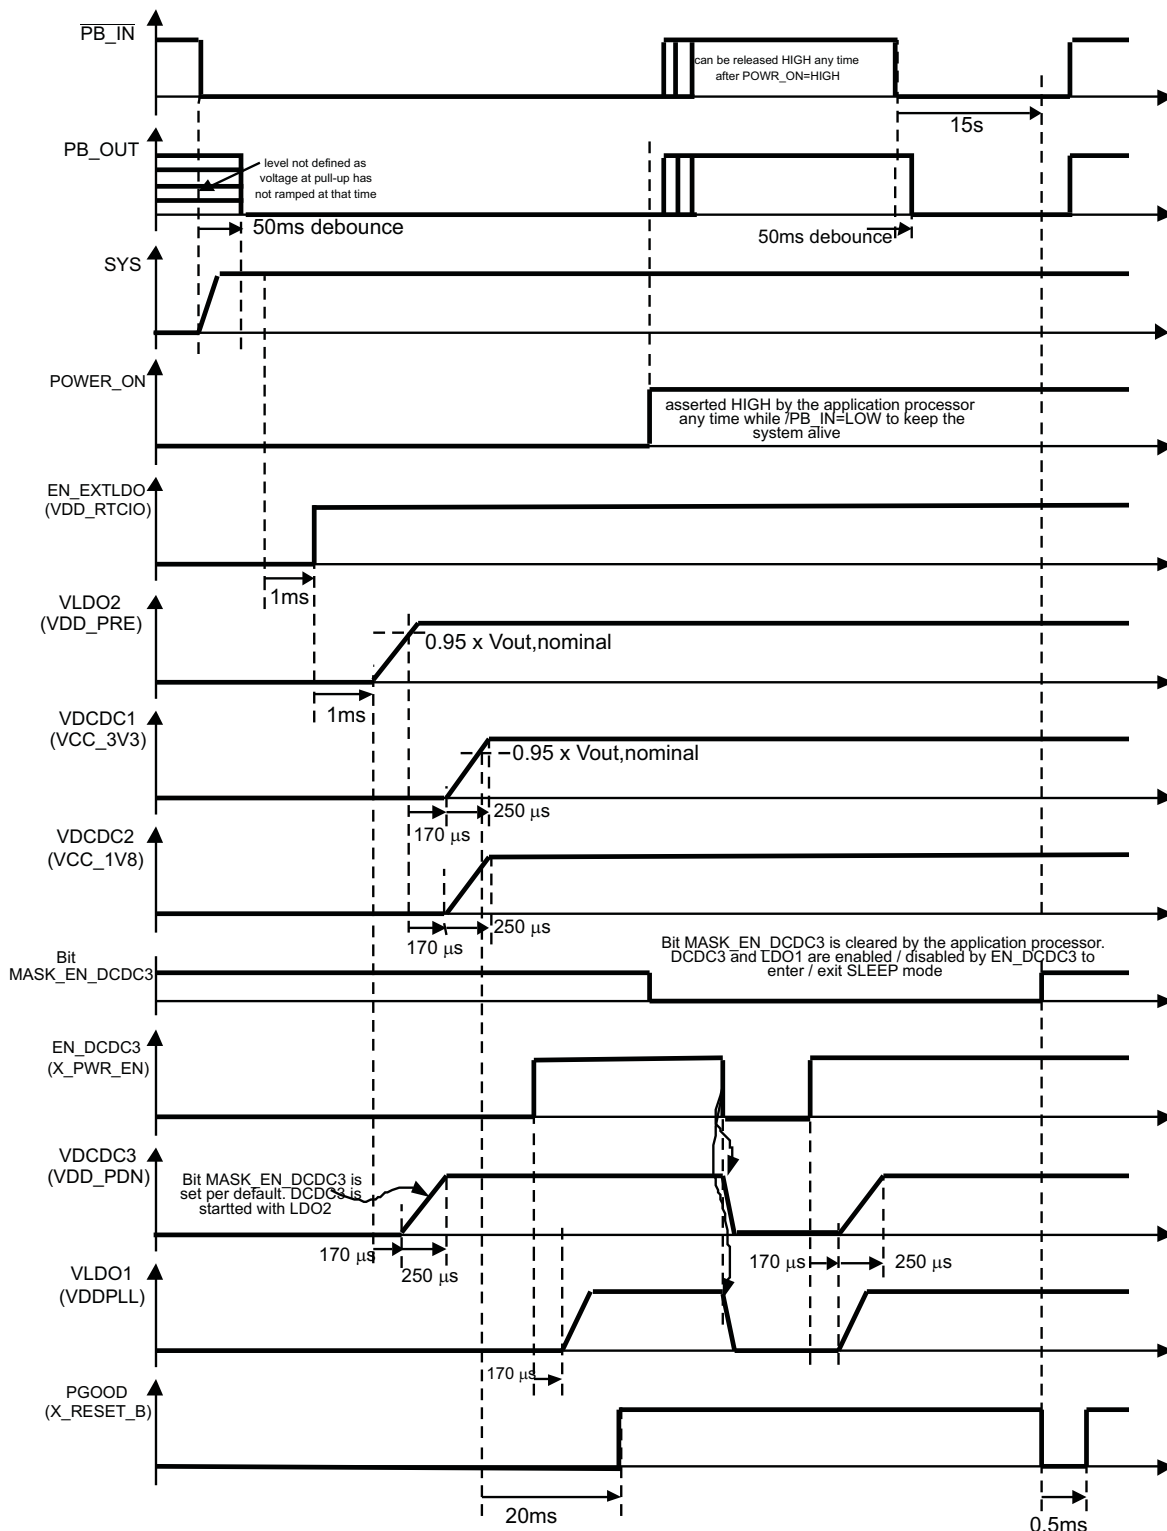 PB_IN
can be released HIGH any time
after POWR_ON=HIGH
15s
PB_OUT
level not defined as
voltage at pull-up has
not ramped at that time
50ms debounce
50ms debounce
SYS
POWER_ON
asserted HIGH by the application processor
any time while /PB_IN=LOW to keep the
system alive
EN_EXTLDO
(VDD_RTCIO)
1ms
VLDO2
(VDD_PRE)
0.95 x Vout,nominal
1ms
VDCDC1
(VCC_3V3)
0.95 x Vout,nominal
250 μs
170 μs
VDCDC2
(VCC_1V8)
250 μs
170 μs
Bit
MASK_EN_DCDC3
Bit MASK_EN_DCDC3 is cleared by the application processor.
DCDC3 and LDO1 are enabled / disabled by EN_DCDC3 to
enter / exit SLEEP mode
EN_DCDC3
(X_PWR_EN)
VDCDC3
(VDD_PDN)
Bit MASK_EN_DCDC3 is
set per default. DCDC3 is
startted with LDO2
170 μs
250 μs
170 μs
250 μs
VLDO1
(VDDPLL)
170 μs
PGOOD
(X_RESET_B)
20ms
0.5ms